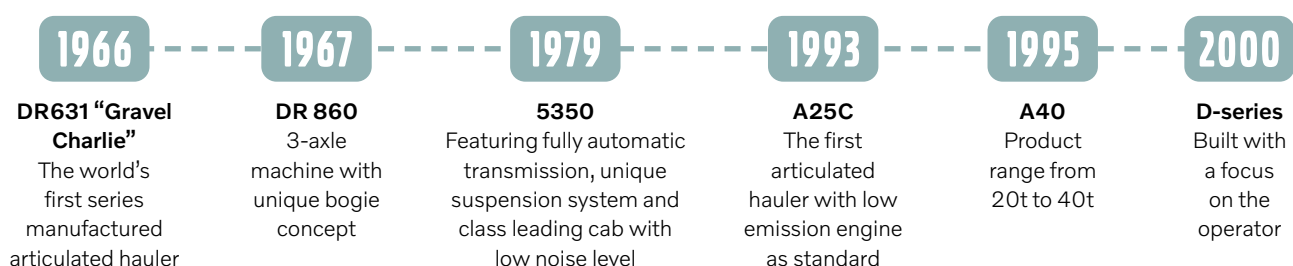 1966
DR631 “Gravel
Charlie”
The world’s
first series
manufactured
articulated hauler
1967
DR 860
3-axle
machine with
unique bogie
concept
1979
5350
Featuring fully automatic
transmission, unique
suspension system and
class leading cab with
low noise level
1993
A25C
The first
articulated
hauler with low
emission engine
as standard
1995
A40
Product
range from
20t to 40t
2000
D-series
Built with
a focus
on the
operator